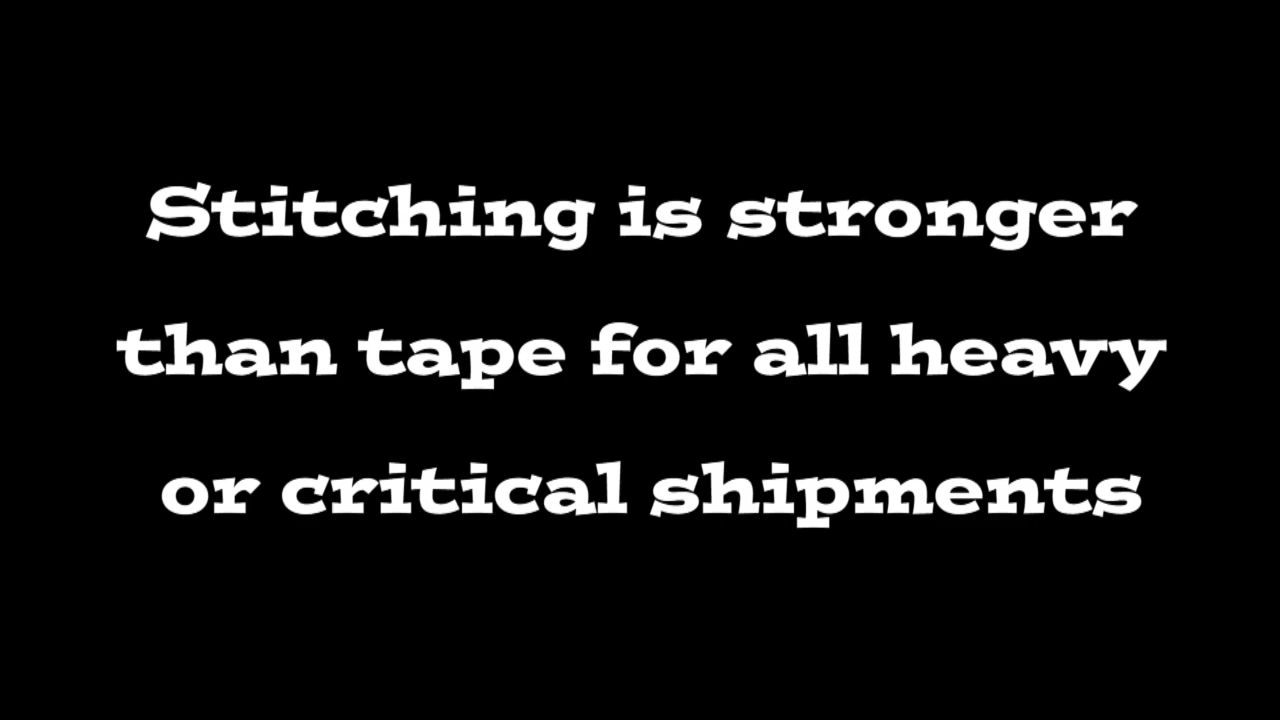 Stitching is stronger
than tape for all heavy
or critical shipments